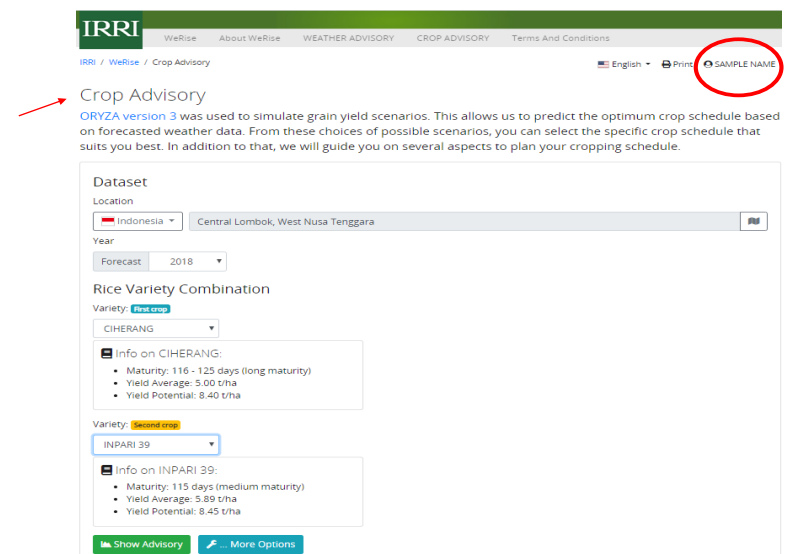 IRRI
WeRise About WeRise WEATHER ADVISORY CROP ADVISORY Terms And Conditions
IRRI / WeRise / Crop Advisory
English Print SAMPLE NAME
Crop Advisory
ORYZA version 3 was used to simulate grain yield scenarios. This allows us to predict the optimum crop schedule based
on forecasted weather data. From these choices of possible scenarios, you can select the specific crop schedule that
suits you best. In addition to that, we will guide you on several aspects to plan your cropping schedule.
Dataset
Location
Indonesia Central Lombok, West Nusa Tenggara
Year
Forecast 2018
Rice Variety Combination
Variety: First crop
CIHERANG
Info on CIHERANG:
• Maturity: 116 - 125 days (long maturity)
• Yield Average: 5.00 t/ha
• Yield Potential: 8.40 t/ha
Variety: Second crop
INPARI 39
Info on INPARI 39:
• Maturity: 115 days (medium maturity)
• Yield Average: 5.89 t/ha
• Yield Potential: 8.45 t/ha
Show Advisory ... More Options